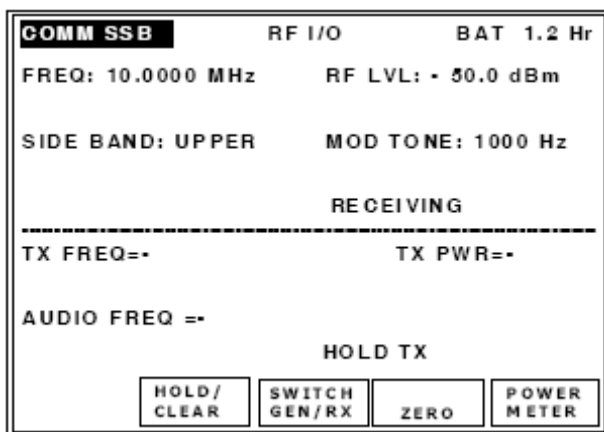 COMM SSB RF I/O BAT 1.2 Hr
FREQ: 10.0000 MHz RF LVL: - 50.0 dBm
SIDE BAND: UPPER MOD TONE: 1000 Hz
RECEIVING
TX FREQ=- TX PWR=-
AUDIO FREQ =-
HOLD TX
HOLD/ CLEAR SWITCH GEN/RX ZERO POWER METER